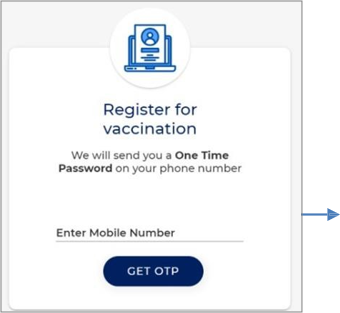 Register for
vaccination
We will send you a One Time
Password on your phone number
Enter Mobile Number
GET OTP